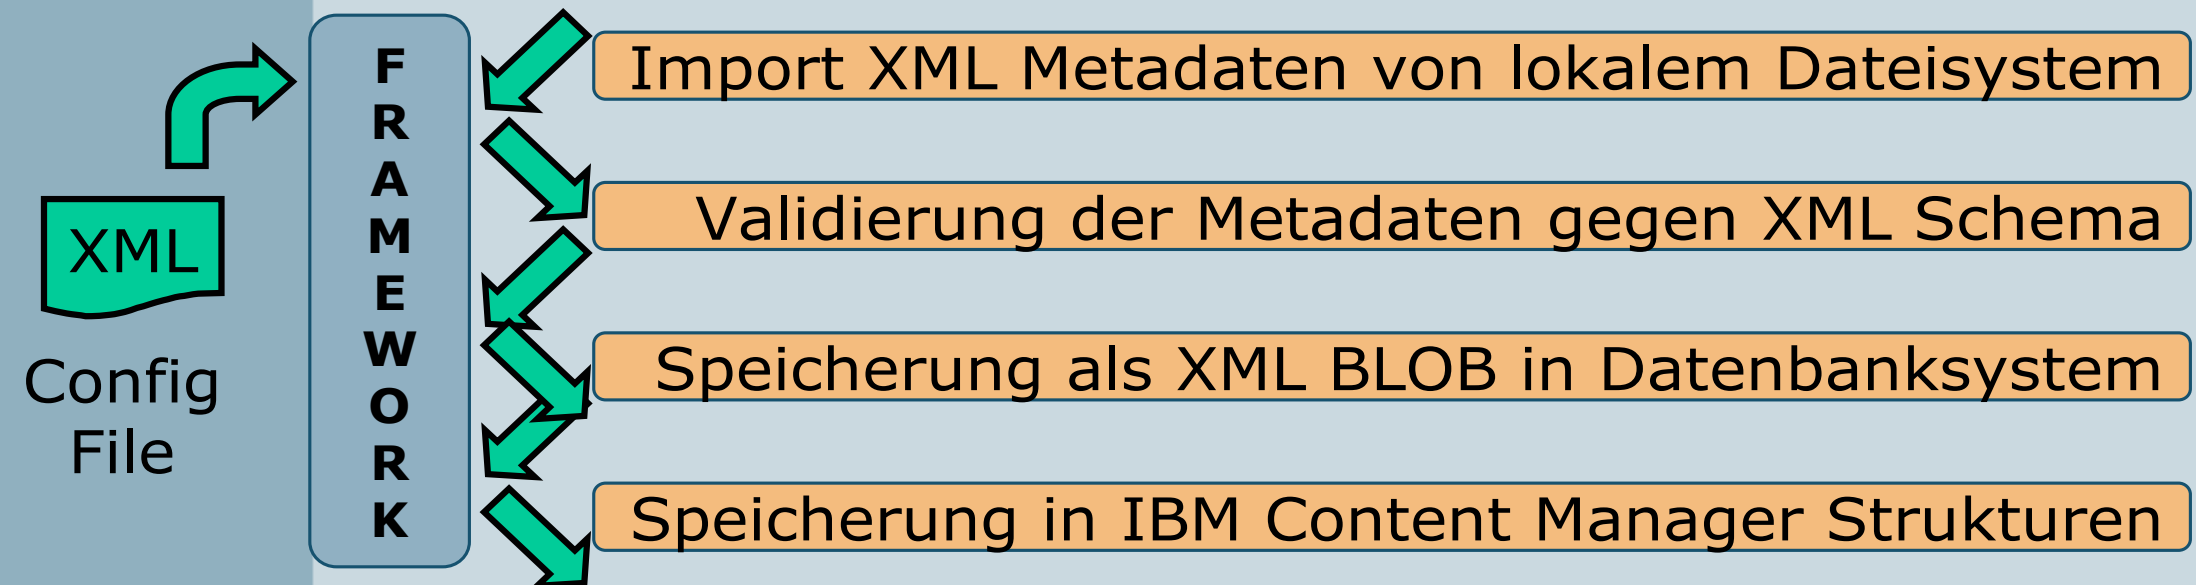 XML
Config
File
F
R
A
M
E
W
O
R
K
Import XML Metadaten von lokalem Dateisystem
Validierung der Metadaten gegen XML Schema
Speicherung als XML BLOB in Datenbanksystem
Speicherung in IBM Content Manager Strukturen